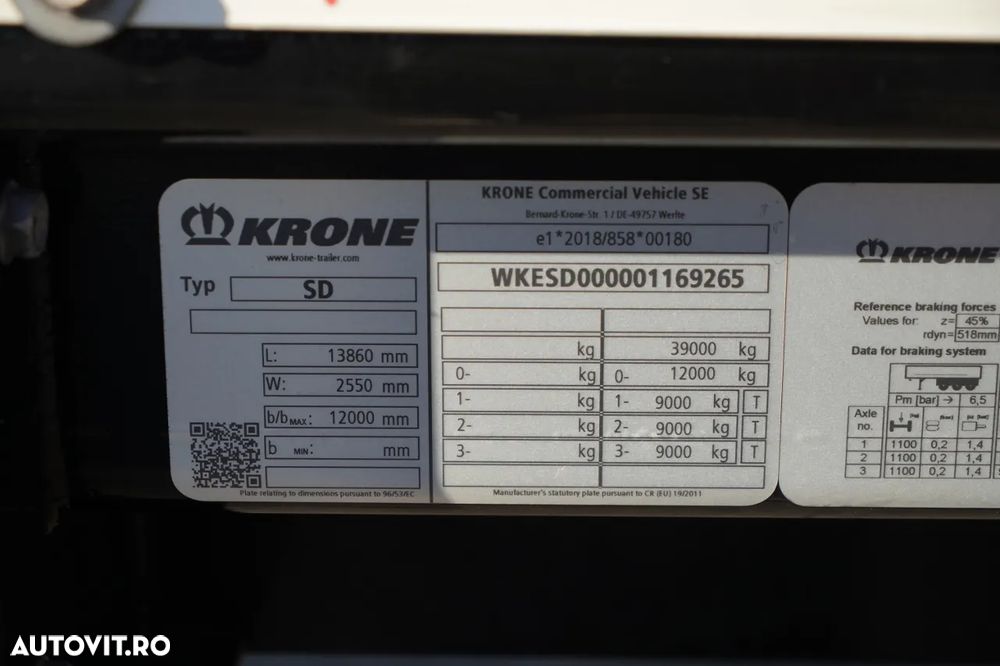 KRONE
www.krone-trailer.com
Typ SD
L: 13860 mm
W: 2550 mm
b/bMAX: 12000 mm
b MIN: mm
Plate relating to dimensions pursuant to 96/53/EC
KRONE Commercial Vehicle SE
Bernard-Krone-Str. 1 / DE-49757 Werlte
e1*2018/858*00180
WKESD000001169265
kg 39000 kg
0- kg 0- 12000 kg
1- kg 1- 9000 kg T
2- kg 2- 9000 kg T
3- kg 3- 9000 kg T
Manufacturer's statutory plate pursuant to CR (EU) 19/2011
KRONE
Reference braking forces
Values for: z= 45%
rdyn= 518mm
Data for braking system
Pm [bar] → 6,5
Axle
no.
1 1100 0,2 1,4
2 1100 0,2 1,4
3 1100 0,2 1,4
AUTOVIT.RO